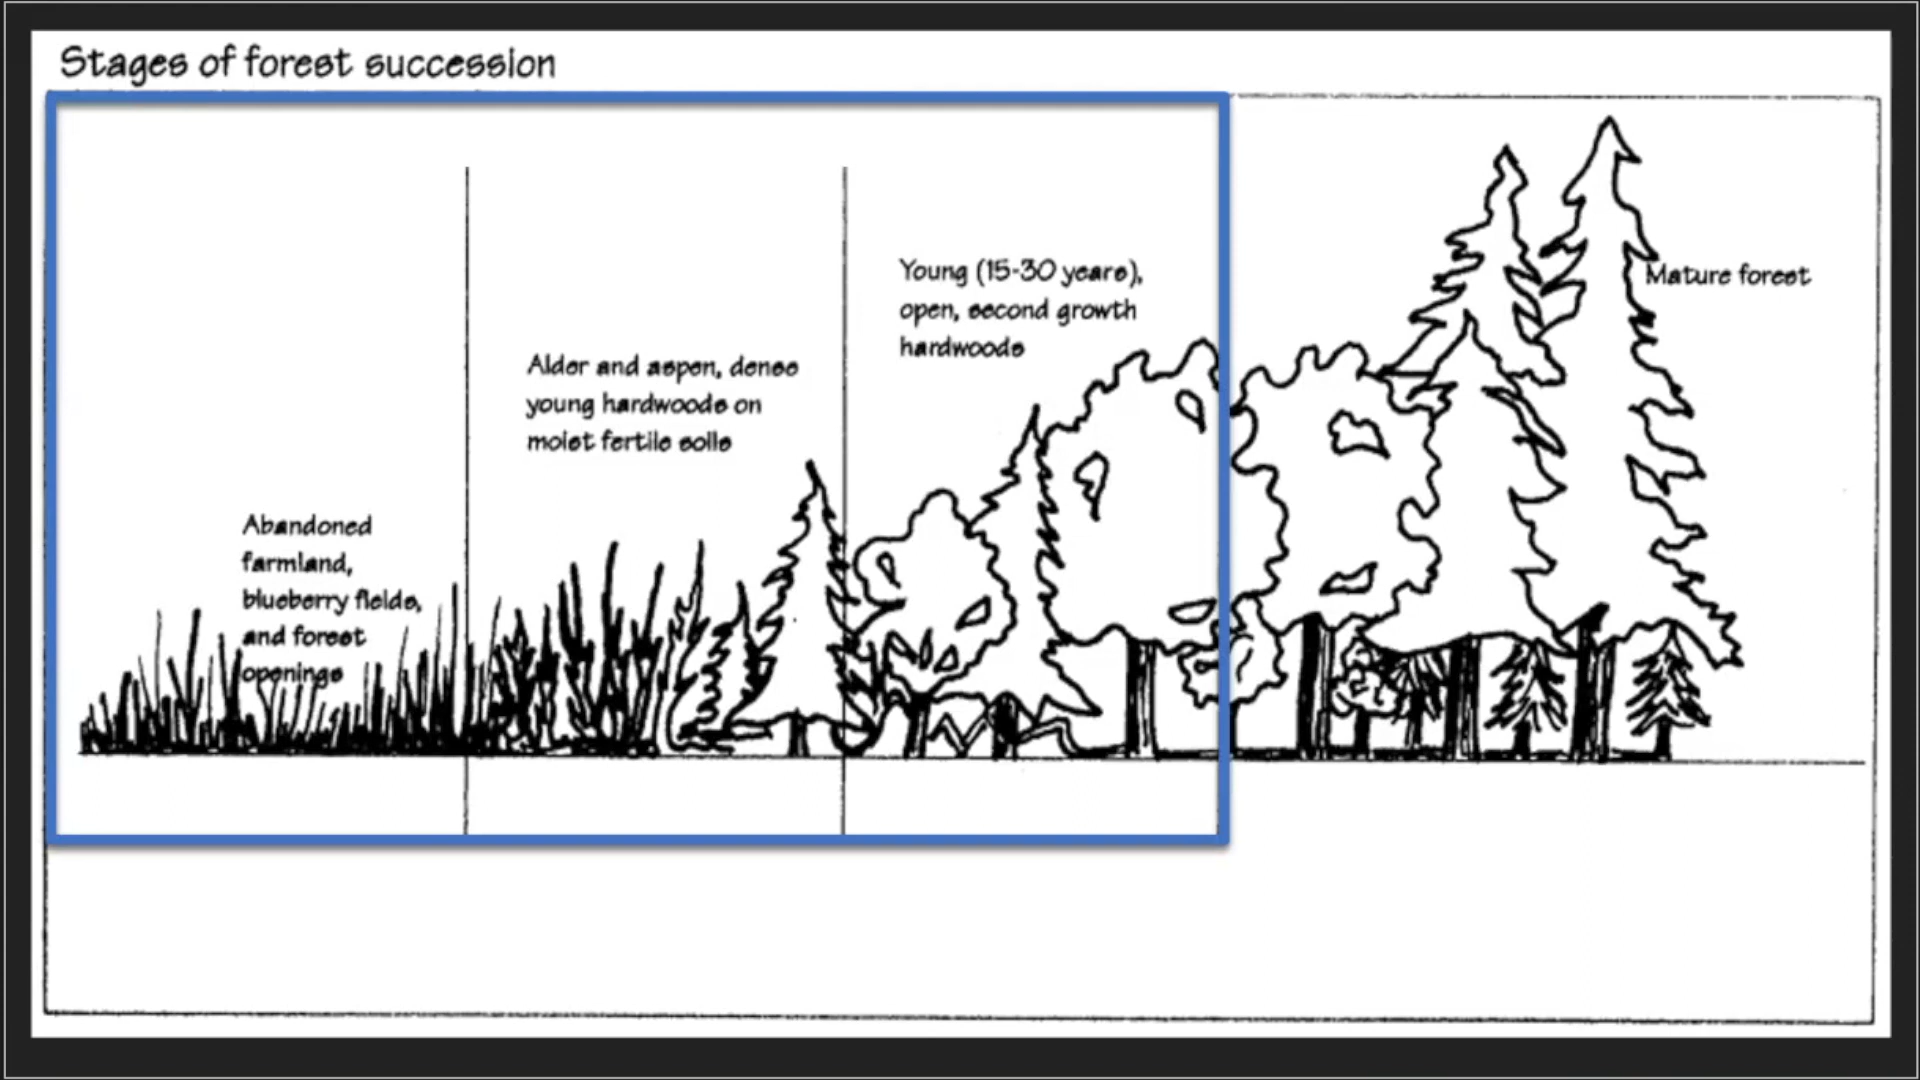 Stages of forest succession
Young (15-30 years),
open, second growth
hardwoods
Mature forest
Alder and aspen, dense
young hardwoods on
moist fertile soils
Abandoned
farmland,
blueberry fields,
and forest
openings